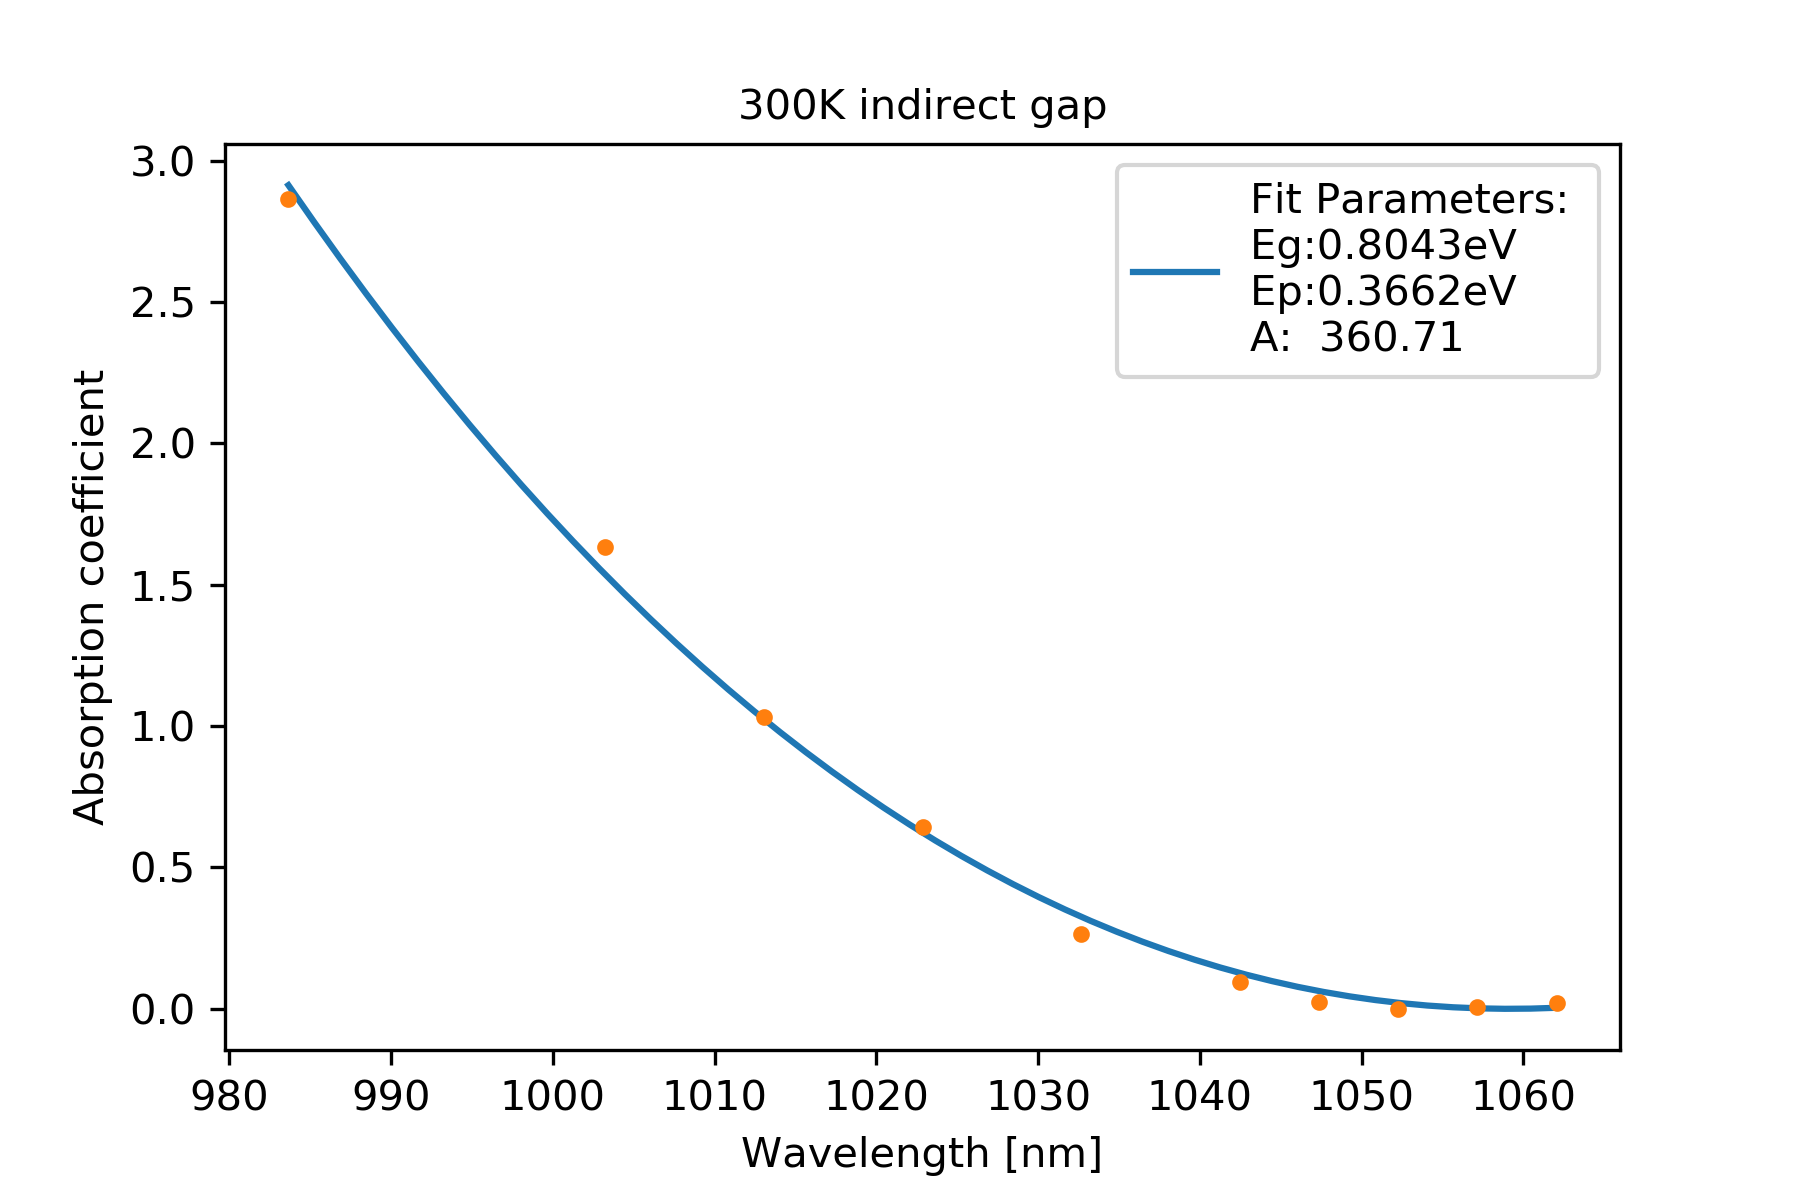 300K indirect gap
3.0
2.5
2.0
1.5
1.0
0.5
0.0
Absorption coefficient
Fit Parameters:
Eg:0.8043eV
Ep:0.3662eV
A:  360.71
980 990 1000 1010 1020 1030 1040 1050 1060
Wavelength [nm]